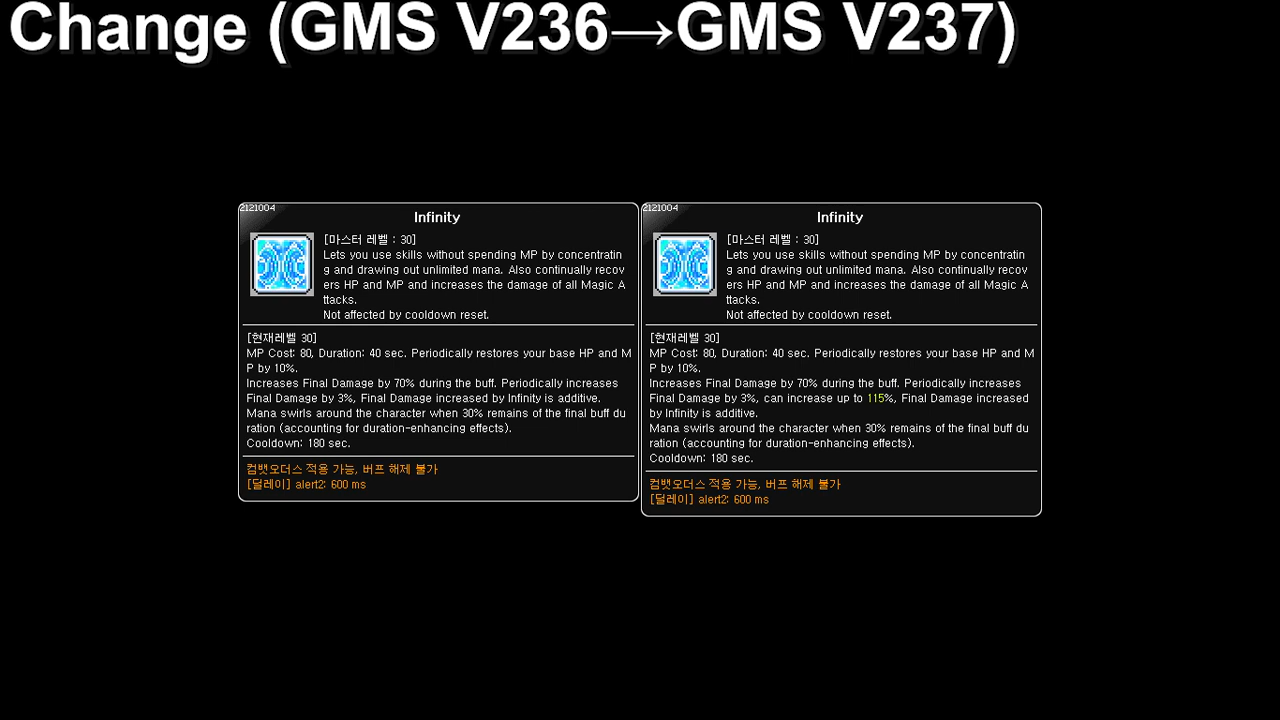 Change (GMS V236→GMS V237)
2121004
Infinity
[마스터 레벨 : 30]
Lets you use skills without spending MP by concentratin
g and drawing out unlimited mana. Also continually recov
ers HP and MP and increases the damage of all Magic A
ttacks.
Not affected by cooldown reset.
[현재레벨 30]
MP Cost: 80, Duration: 40 sec. Periodically restores your base HP and M
P by 10%.
Increases Final Damage by 70% during the buff. Periodically increases
Final Damage by 3%, Final Damage increased by Infinity is additive.
Mana swirls around the character when 30% remains of the final buff du
ration (accounting for duration-enhancing effects).
Cooldown: 180 sec.
컴뱃오더스 적용 가능, 버프 해제 불가
[딜레이] alert2: 600 ms
2121004
Infinity
[마스터 레벨 : 30]
Lets you use skills without spending MP by concentratin
g and drawing out unlimited mana. Also continually recov
ers HP and MP and increases the damage of all Magic A
ttacks.
Not affected by cooldown reset.
[현재레벨 30]
MP Cost: 80, Duration: 40 sec. Periodically restores your base HP and M
P by 10%.
Increases Final Damage by 70% during the buff. Periodically increases
Final Damage by 3%, can increase up to 115%, Final Damage increased
by Infinity is additive.
Mana swirls around the character when 30% remains of the final buff du
ration (accounting for duration-enhancing effects).
Cooldown: 180 sec.
컴뱃오더스 적용 가능, 버프 해제 불가
[딜레이] alert2: 600 ms